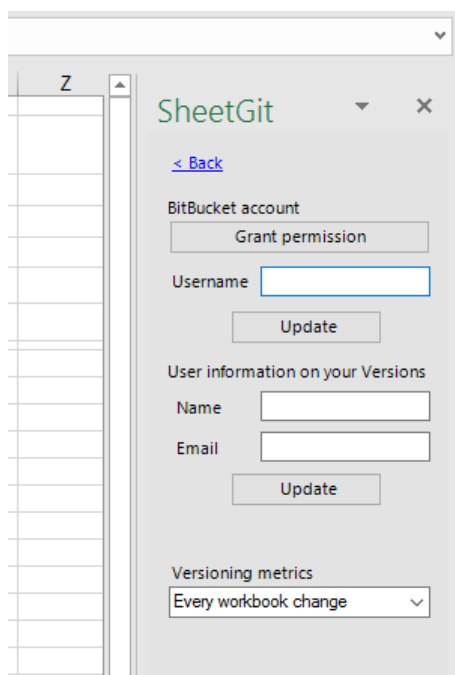 Z
SheetGit
< Back
BitBucket account
Grant permission
Username
Update
User information on your Versions
Name
Email
Update
Versioning metrics
Every workbook change